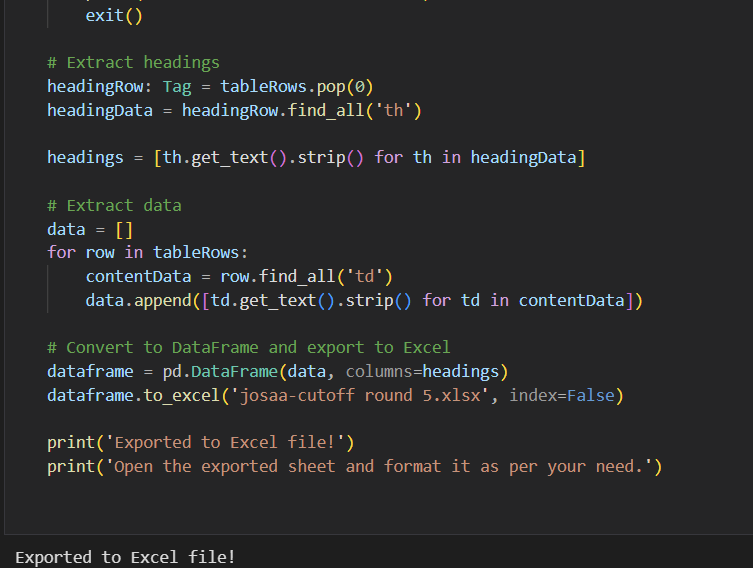 exit()
# Extract headings
headingRow: Tag = tableRows.pop(0)
headingData = headingRow.find_all('th')
headings = [th.get_text().strip() for th in headingData]
# Extract data
data = []
for row in tableRows:
contentData = row.find_all('td')
data.append([td.get_text().strip() for td in contentData])
# Convert to DataFrame and export to Excel
dataframe = pd.DataFrame(data, columns=headings)
dataframe.to_excel('josaa-cutoff round 5.xlsx', index=False)
print('Exported to Excel file!')
print('Open the exported sheet and format it as per your need.')
Exported to Excel file!